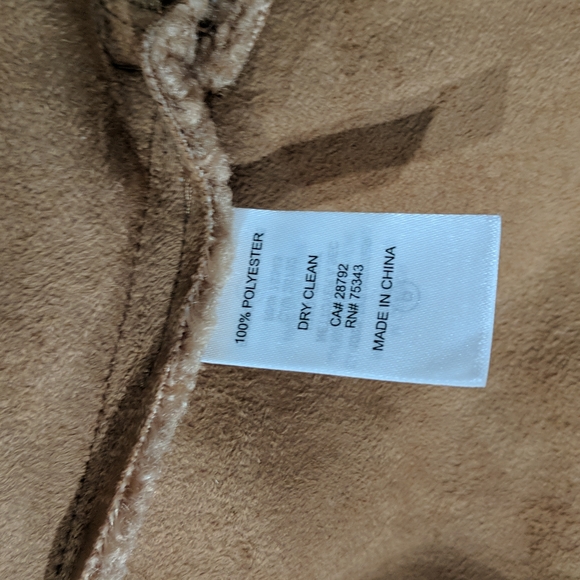 100% POLYESTER
DRY CLEAN
CA# 28792
RN# 75343
MADE IN CHINA